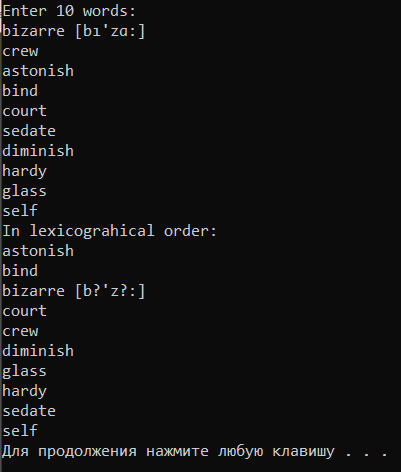 Enter 10 words:
bizarre [bɪ'zɑ:]
crew
astonish
bind
court
sedate
diminish
hardy
glass
self
In lexicograhical order:
astonish
bind
bizarre [b?'z?:]
court
crew
diminish
glass
hardy
sedate
self
Для продолжения нажмите любую клавишу . . .